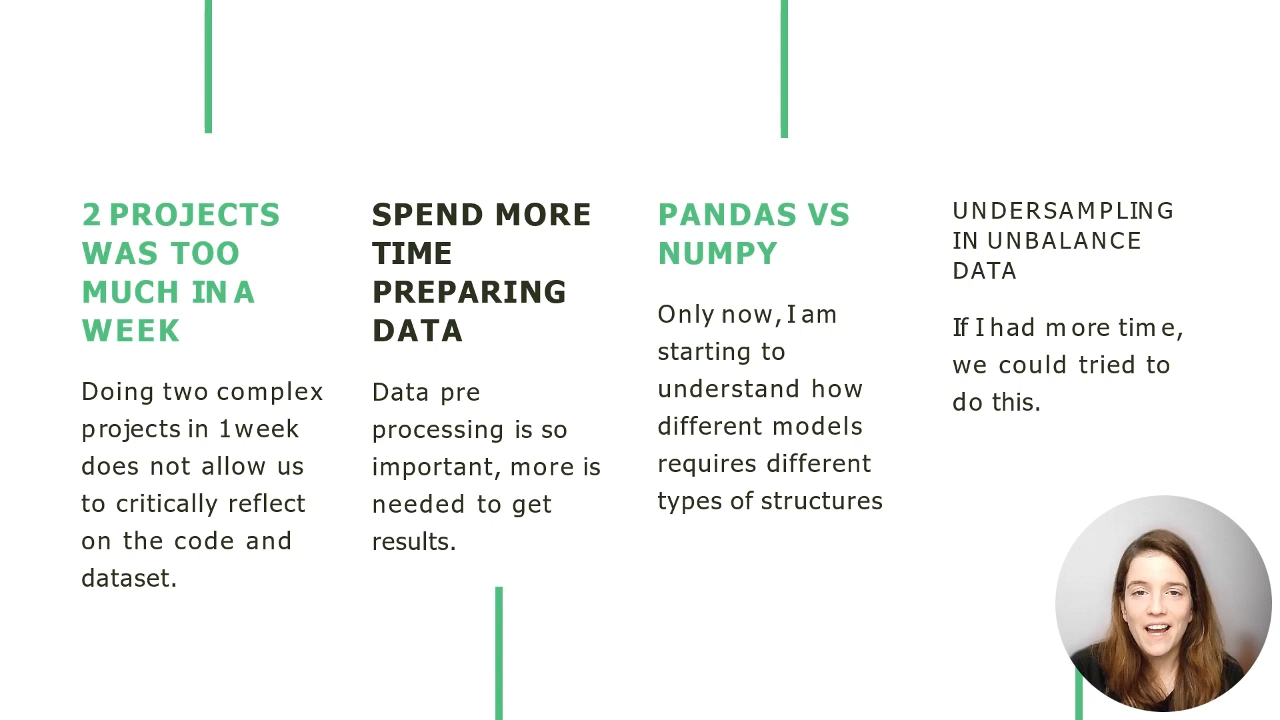 2 PROJECTS
WAS TOO
MUCH IN A
WEEK
Doing two complex
projects in 1 week
does not allow us
to critically reflect
on the code and
dataset.
SPEND MORE
TIME
PREPARING
DATA
Data pre
processing is so
important, more is
needed to get
results.
PANDAS VS
NUMPY
Only now, I am
starting to
understand how
different models
requires different
types of structures
UNDERSAMPLING
IN UNBALANCE
DATA
If I had more time,
we could tried to
do this.